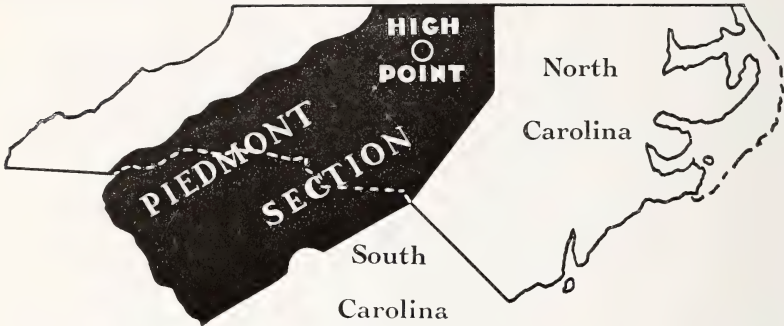 HIGH
POINT
North
Carolina
PIEDMONT
SECTION
South
Carolina